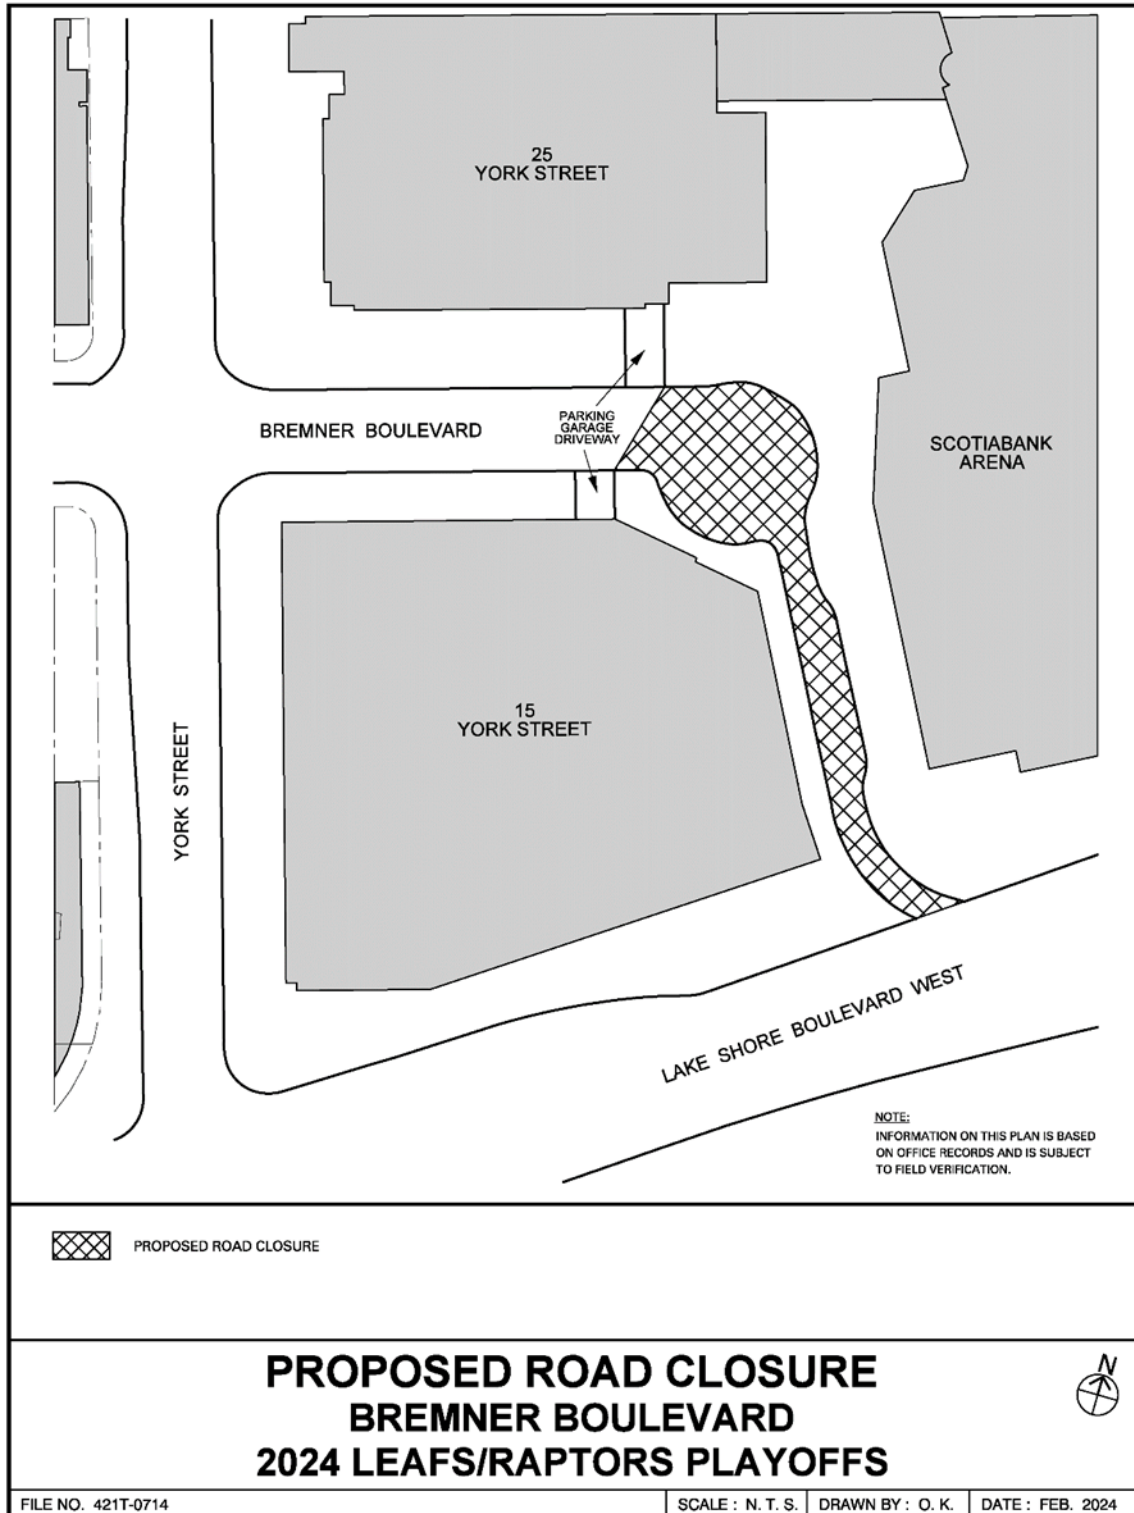 25
YORK STREET
PARKING
GARAGE
DRIVEWAY
BREMNER BOULEVARD
SCOTIABANK
ARENA
15
YORK STREET
YORK STREET
LAKE SHORE BOULEVARD WEST
NOTE:
INFORMATION ON THIS PLAN IS BASED
ON OFFICE RECORDS AND IS SUBJECT
TO FIELD VERIFICATION.
PROPOSED ROAD CLOSURE
PROPOSED ROAD CLOSURE
BREMNER BOULEVARD
2024 LEAFS/RAPTORS PLAYOFFS
N
FILE NO. 421T-0714
SCALE : N. T. S.
DRAWN BY : O. K.
DATE : FEB. 2024